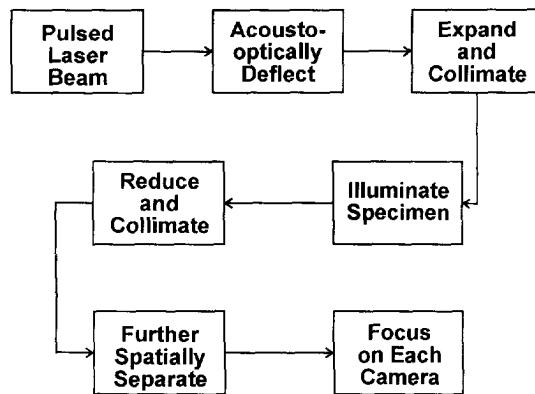 Pulsed
Laser
Beam
Acousto-
optically
Deflect
Expand
and
Collimate
Illuminate
Specimen
Reduce
and
Collimate
Further
Spatially
Separate
Focus
on Each
Camera